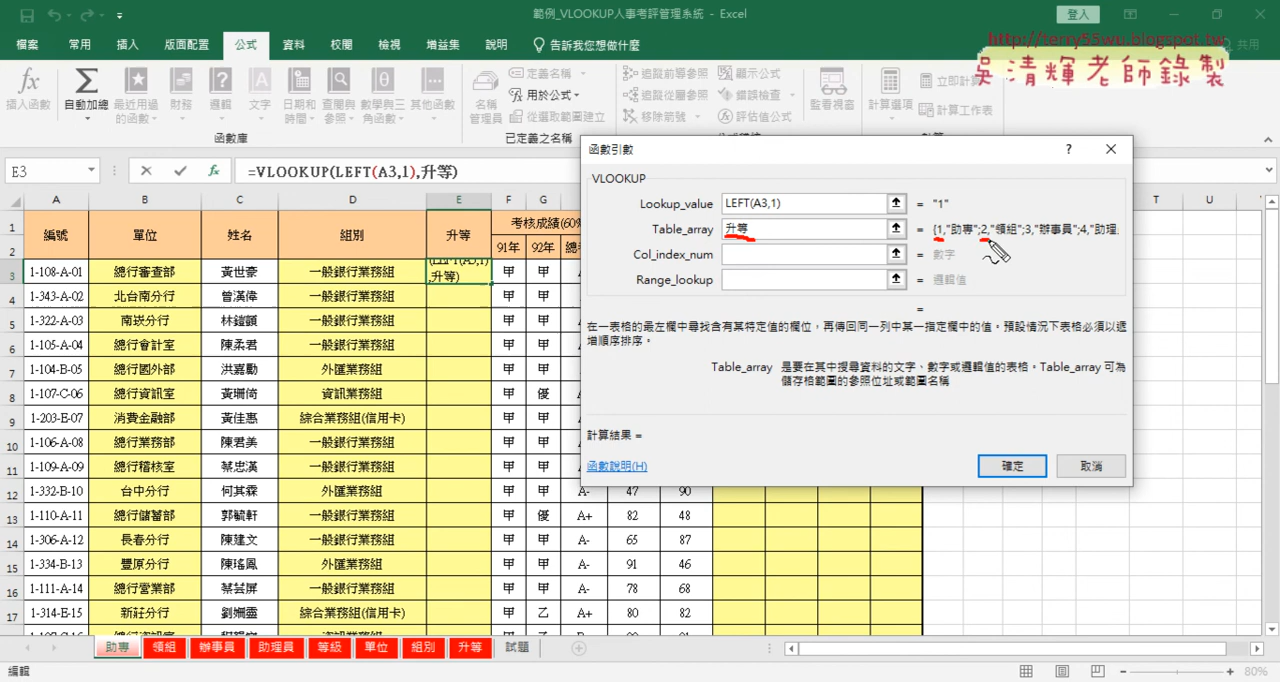 範例_VLOOKUP人事考評管理系統 - Excel
登入
檔案 常用 插入 版面配置 公式 資料 校閱 檢視 增益集 說明 告訴我您想做什麼 共用
http://terry55wu.blogspot.tw
吳清輝老師錄製
插入函數 自動加總 最近用過的函數 財務 邏輯 文字 日期和時間 查閱與參照 數學與三角函數 其他函數
名稱管理員 定義名稱 用於公式 從選取範圍建立
追蹤前導參照 追蹤從屬參照 移除箭號 顯示公式 錯誤檢查 評估值公式
監看視窗 計算選項 立即計算 計算工作表
函數庫 已定義之名稱
E3 =VLOOKUP(LEFT(A3,1),升等)
函數引數
VLOOKUP
Lookup_value LEFT(A3,1) = "1"
Table_array 升等 = {1,"助專";2,"領組";3,"辦事員";4,"助理
Col_index_num = 數字
Range_lookup = 邏輯值
=
在一表格的最左欄中尋找含有某特定值的欄位，再傳回同一列中某一指定欄中的值。預設情況下表格必須以遞
增順序排序。
Table_array 是要在其中搜尋資料的文字、數字或邏輯值的表格。Table_array 可為
儲存格範圍的參照位址或範圍名稱
計算結果 =
函數說明(H)
確定 取消
A B C D E F G T U
編號 單位 姓名 組別 升等 考核成績(60%
91年 92年
3 1-108-A-01 總行審查部 黃世豪 一般銀行業務組 (LEFT(A3,1),升等) 甲 甲
4 1-343-A-02 北台南分行 曾漢偉 一般銀行業務組 甲 甲
5 1-322-A-03 南崁分行 林鎧顗 一般銀行業務組 甲 甲
6 1-105-A-04 總行會計室 陳柔君 一般銀行業務組 甲 甲
7 1-104-B-05 總行國外部 洪嘉勵 外匯業務組 甲 甲
8 1-107-C-06 總行資訊室 黃珊倚 資訊業務組 甲 優
9 1-203-E-07 消費金融部 黃佳惠 綜合業務組(信用卡) 甲 甲
10 1-106-A-08 總行業務部 陳君美 一般銀行業務組 甲 甲
11 1-109-A-09 總行稽核室 蔡忠漢 一般銀行業務組 甲 甲
12 1-332-B-10 台中分行 何其霖 外匯業務組 甲 甲 A- 47 90
13 1-110-A-11 總行儲蓄部 郭毓軒 一般銀行業務組 甲 優 A+ 82 48
14 1-306-A-12 長春分行 陳建文 一般銀行業務組 甲 甲 A- 65 87
15 1-334-B-13 豐原分行 陳瑤鳳 外匯業務組 甲 甲 A- 91 46
16 1-111-A-14 總行營業部 蔡芸屏 一般銀行業務組 甲 甲 A- 78 68
17 1-314-E-15 新莊分行 劉姍靈 綜合業務組(信用卡) 甲 乙 A+ 80 82
助專 領組 辦事員 助理員 等級 單位 組別 升等 試題
編輯 80%